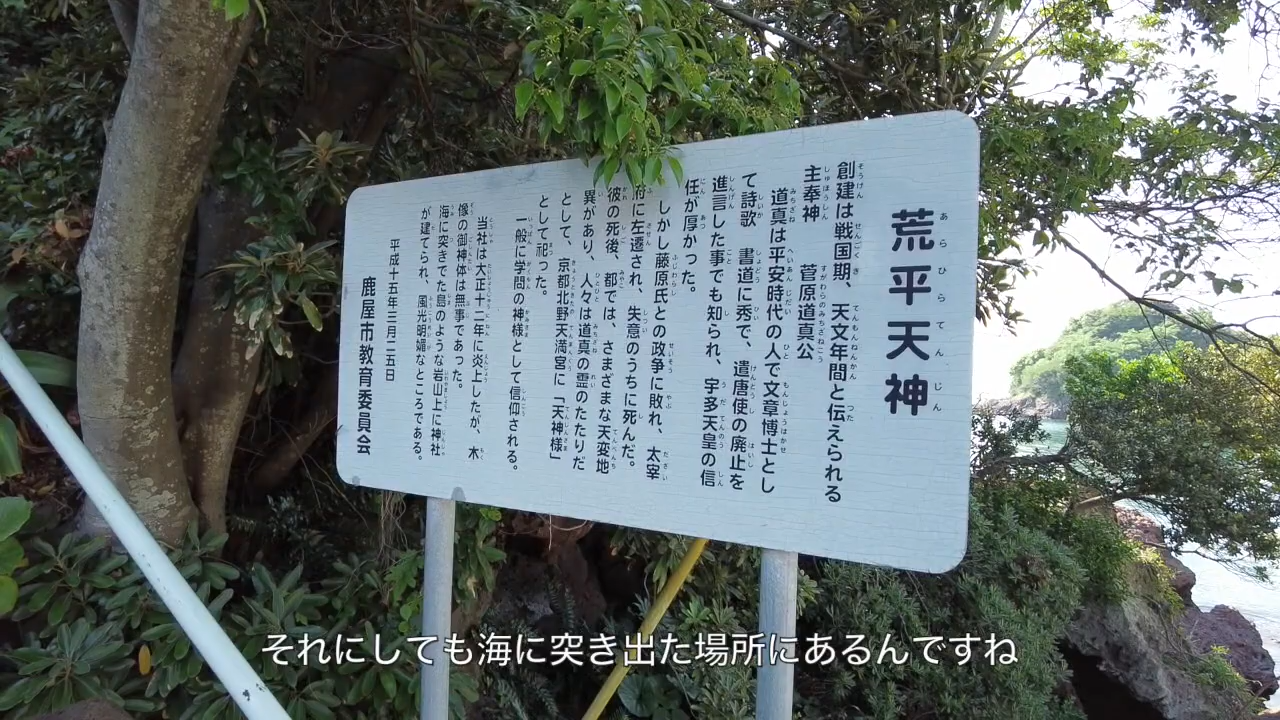 荒平天神
創建は戦国期、天文年間と伝えられる
主奉神 菅原道真公
道真は平安時代の人で文章博士とし
て詩歌 書道に秀で、遣唐使の廃止を
進言した事でも知られ、宇多天皇の信
任が厚かった。
しかし藤原氏との政争に敗れ、太宰
府に左遷され、失意のうちに死んだ。
彼の死後、都では、さまざまな天変地
異があり、人々は道真の霊のたたりだ
として、京都北野天満宮に「天神様」
として祀った。
一般に学問の神様として信仰される。
当社は大正十二年に炎上したが、木
像の御神体は無事であった。
海に突きでた島のような岩山上に神社
が建てられ、風光明媚なところである。
平成十五年三月二五日
鹿屋市教育委員会
それにしても海に突き出た場所にあるんですね